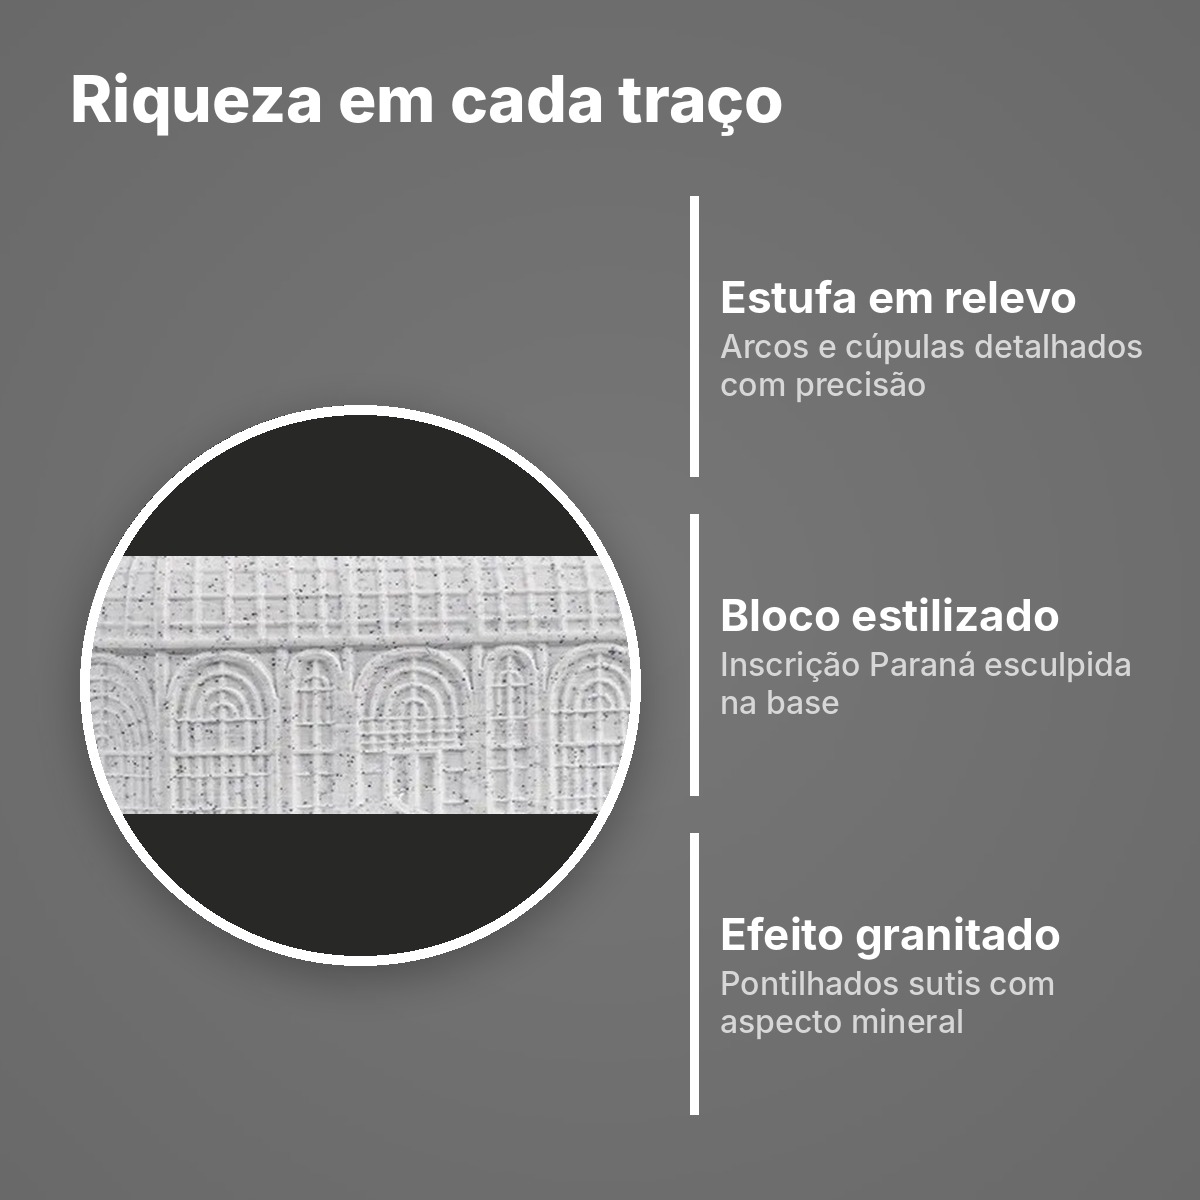 Riqueza em cada traço
Estufa em relevo
Arcos e cúpulas detalhados
com precisão
Bloco estilizado
Inscrição Paraná esculpida
na base
Efeito granitado
Pontilhados sutis com
aspecto mineral